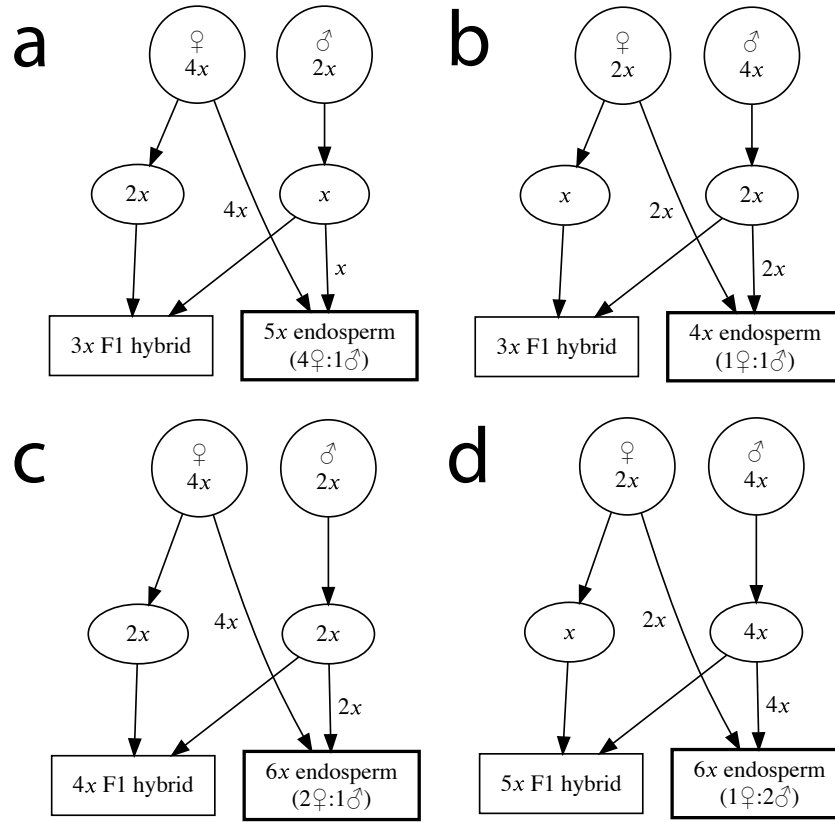 a
♀
4x
♂
2x
2x
x
4x
x
3x F1 hybrid
5x endosperm
(4♀:1♂)
b
♀
2x
♂
4x
x
2x
2x
2x
3x F1 hybrid
4x endosperm
(1♀:1♂)
c
♀
4x
♂
2x
2x
2x
4x
2x
4x F1 hybrid
6x endosperm
(2♀:1♂)
d
♀
2x
♂
4x
x
4x
2x
4x
5x F1 hybrid
6x endosperm
(1♀:2♂)